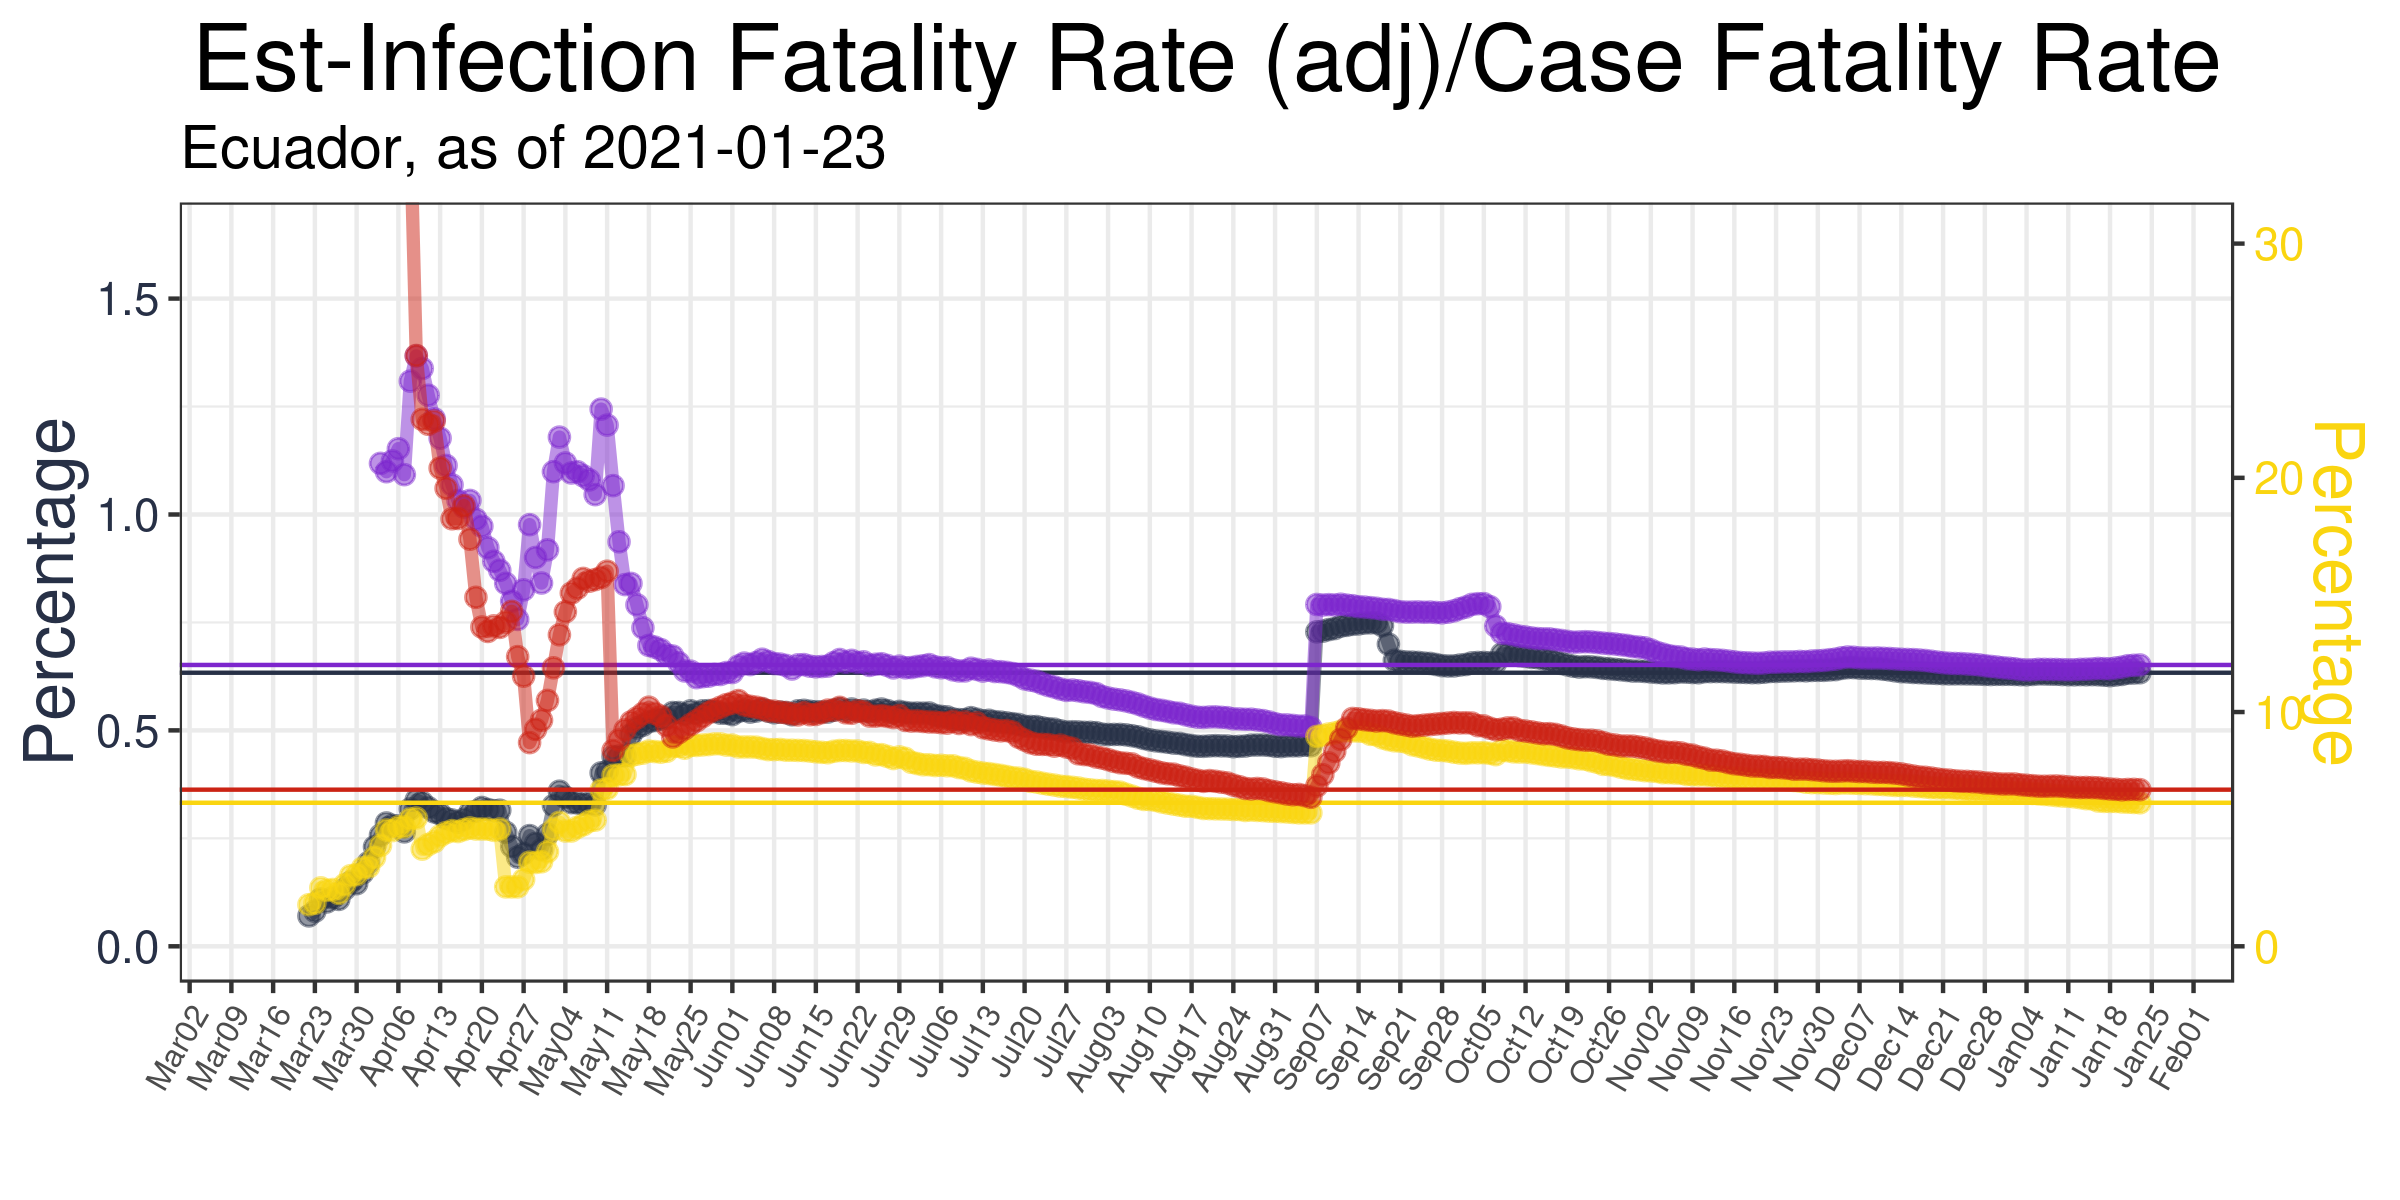 Est-Infection Fatality Rate (adj)/Case Fatality Rate
Ecuador, as of 2021-01-23
Percentage
1.5
1.0
0.5
0.0
30
20
10
0
Percentage
Mar02
Mar09
Mar16
Mar23
Mar30
Apr06
Apr13
Apr20
Apr27
May04
May11
May18
May25
Jun01
Jun08
Jun15
Jun22
Jun29
Jul06
Jul13
Jul20
Jul27
Aug03
Aug10
Aug17
Aug24
Aug31
Sep07
Sep14
Sep21
Sep28
Oct05
Oct12
Oct19
Oct26
Nov02
Nov09
Nov16
Nov23
Nov30
Dec07
Dec14
Dec21
Dec28
Jan04
Jan11
Jan18
Jan25
Feb01